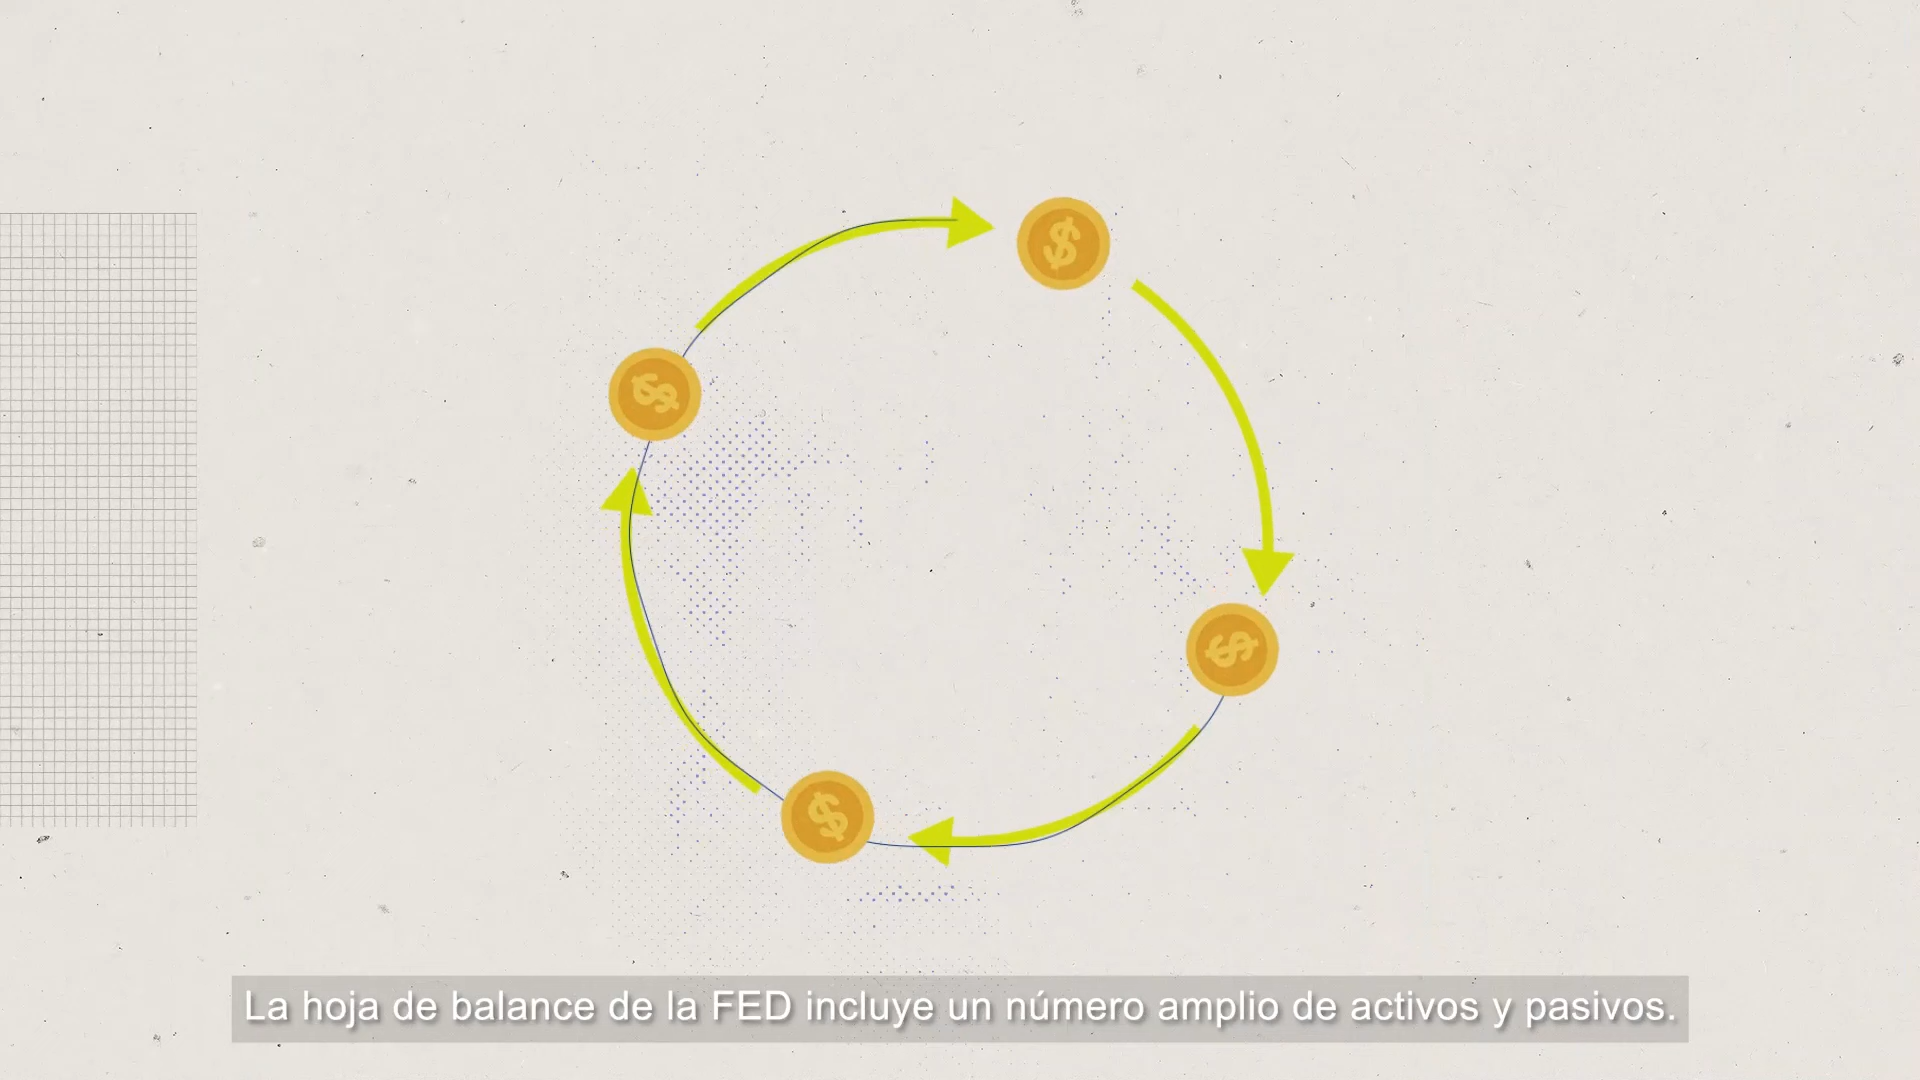 $
$
$
$
La hoja de balance de la FED incluye un número amplio de activos y pasivos.